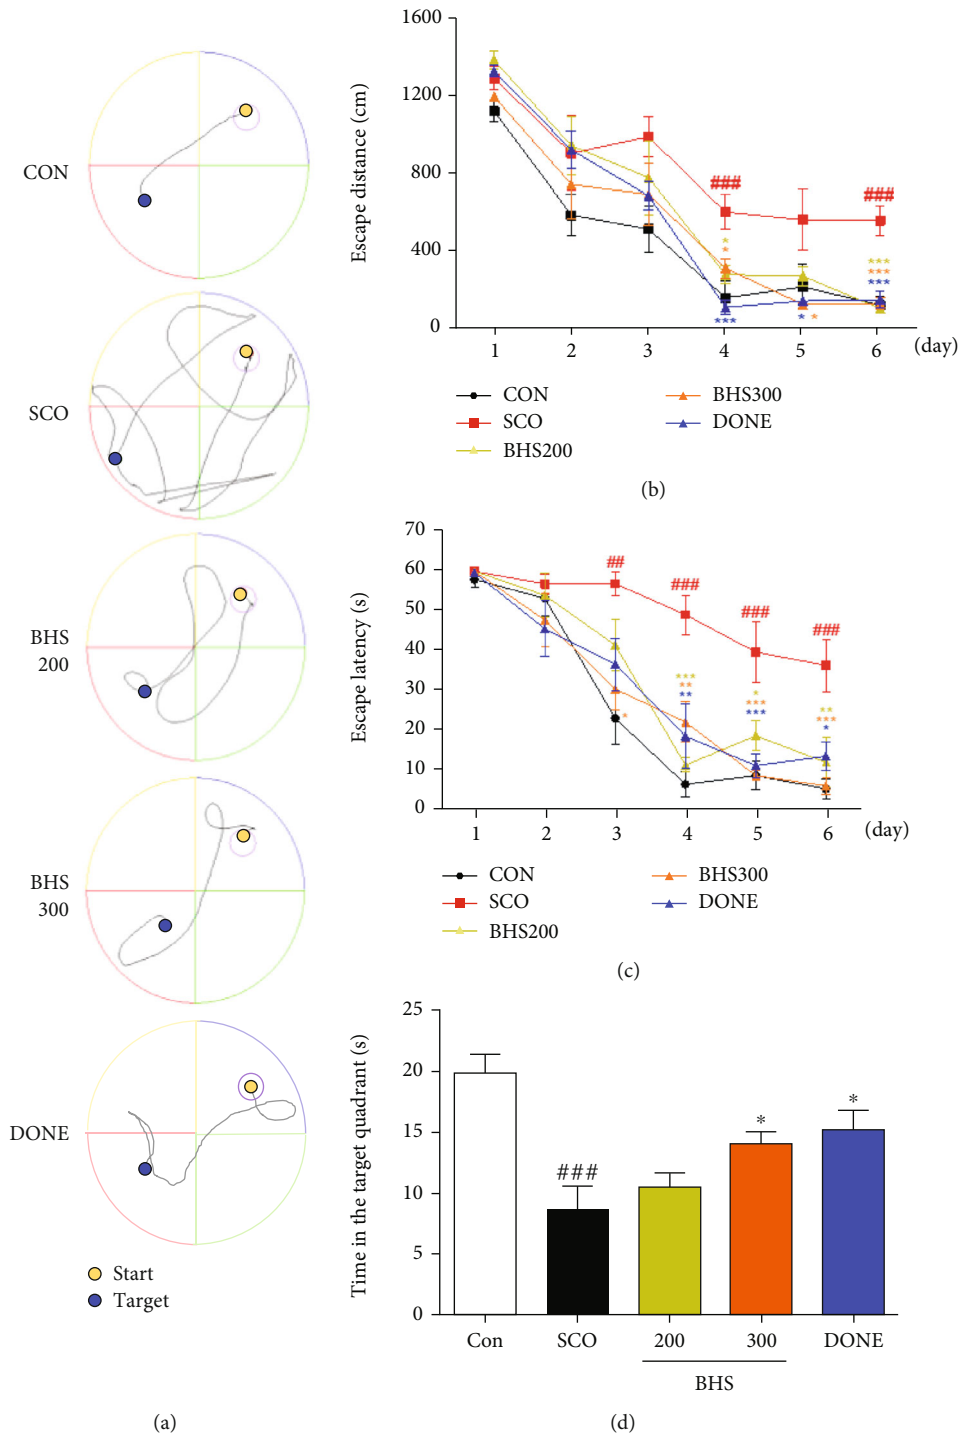 CON
SCO
BHS
200
BHS
300
DONE
Start
Target
(a)
Escape distance (cm)
1600
1200
800
400
0
###
###
*
*
***
***
***
***
* *
1 2 3 4 5 6 (day)
CON
SCO
BHS200
BHS300
DONE
(b)
Escape latency (s)
70
60
50
40
30
20
10
0
##
###
###
###
*
***
**
**
*
***
***
**
***
*
1 2 3 4 5 6 (day)
CON
SCO
BHS200
BHS300
DONE
(c)
Time in the target quadrant (s)
25
20
15
10
5
0
###
*
*
Con SCO 200 300 DONE
BHS
(d)